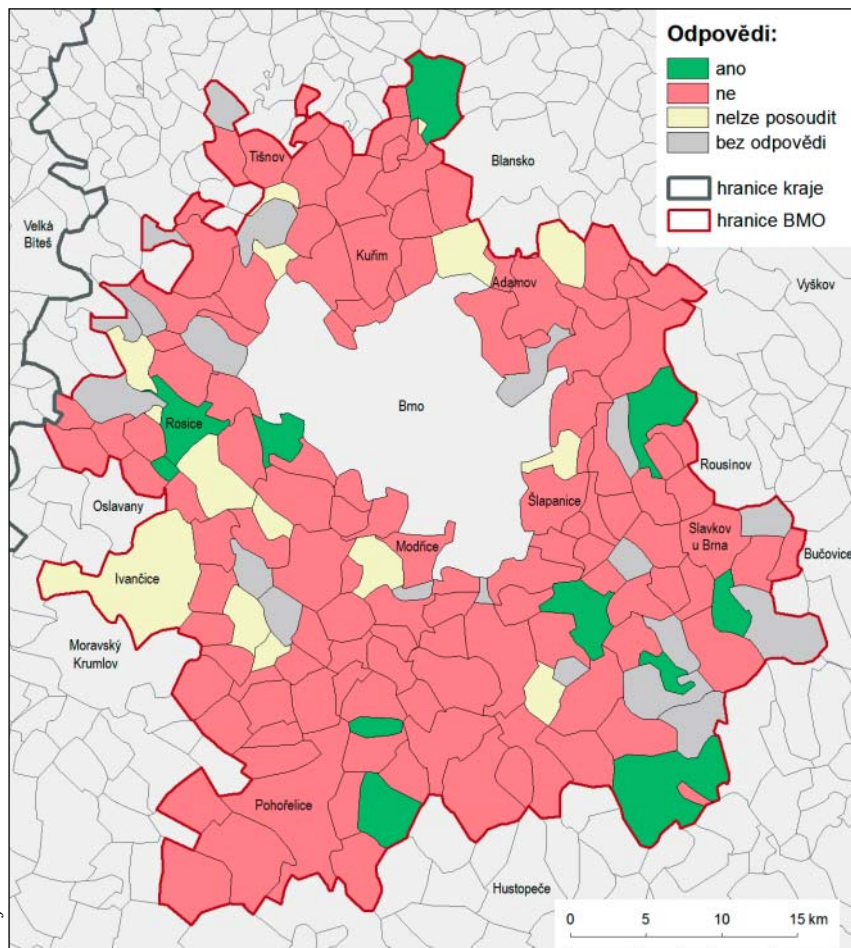 Odpovědi:
ano
ne
nelze posoudit
bez odpovědi
hranice kraje
hranice BMO
Tišnov
Blansko
Velká
Bíteš
Kuřim
Adamov
Vyškov
Brno
Rosice
Rousínov
Oslavany
Šlapanice
Slavkov
u Brna
Modřice
Bučovice
Ivančice
Moravský
Krumlov
Pohořelice
Hustopeče
0 5 10 15 km